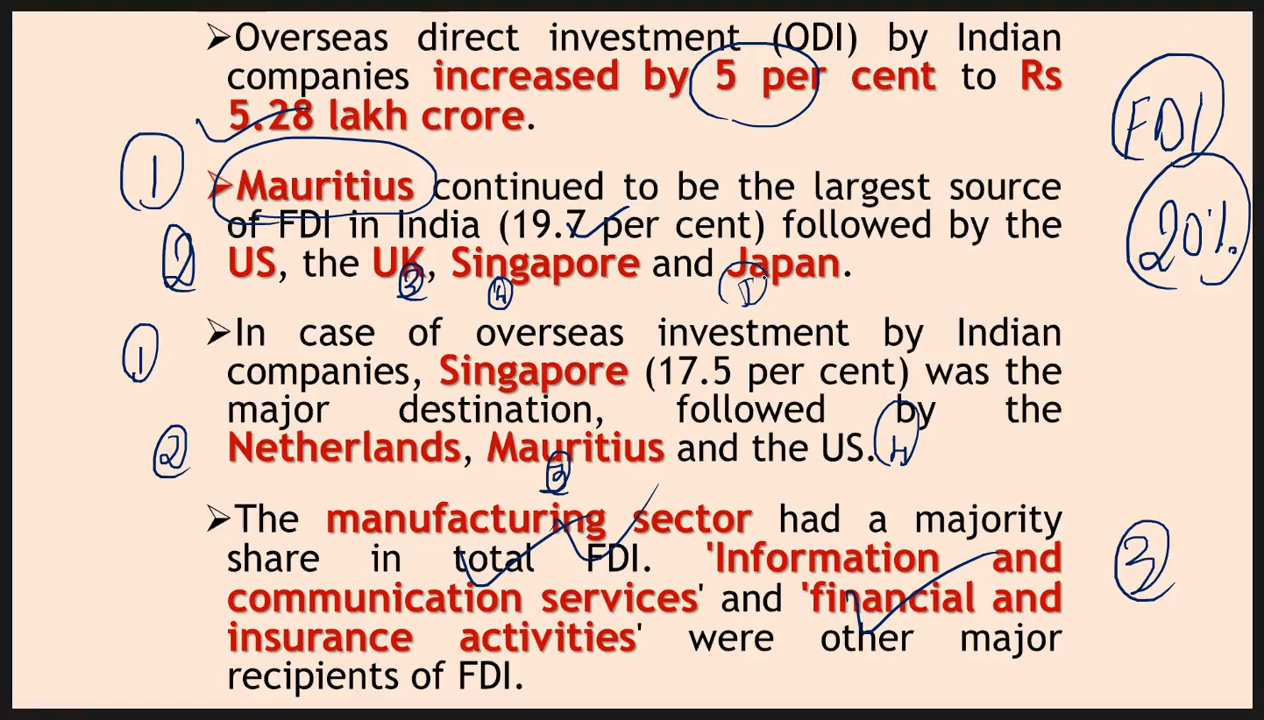 ➢Overseas direct investment (ODI) by Indian
companies increased by 5 per cent to Rs
5.28 lakh crore.
FDI
1
➢Mauritius continued to be the largest source
of FDI in India (19.7 per cent) followed by the
20%.
2
US, the UK, Singapore and Japan.
3 4 5
1
➢In case of overseas investment by Indian
companies, Singapore (17.5 per cent) was the
major destination, followed by the
2
Netherlands, Mauritius and the US.
4
3
➢The manufacturing sector had a majority
share in total FDI. 'Information and
3
communication services' and 'financial and
insurance activities' were other major
recipients of FDI.